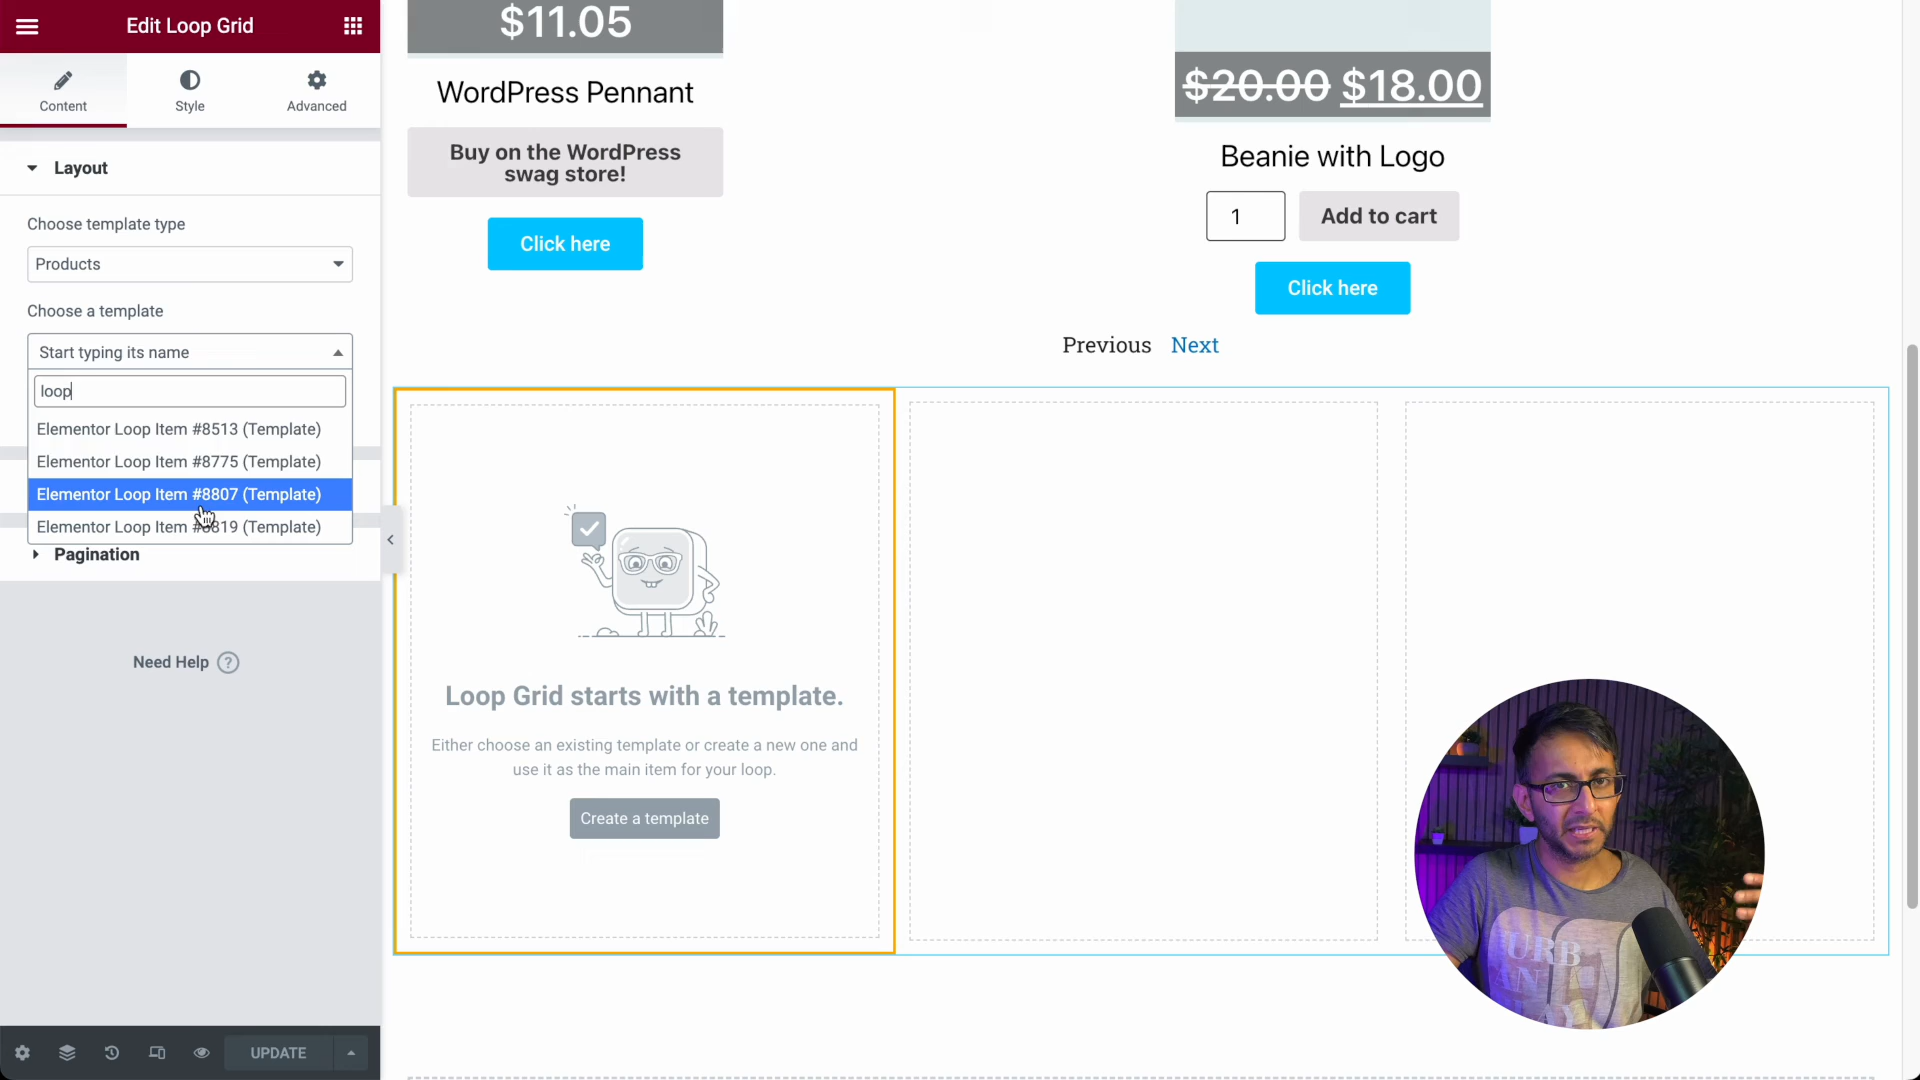 Edit Loop Grid
Content
Style
Advanced
Layout
Choose template type
Products
Choose a template
Start typing its name
loop
Elementor Loop Item #8513 (Template)
Elementor Loop Item #8775 (Template)
Elementor Loop Item #8807 (Template)
Elementor Loop Item #8819 (Template)
Pagination
Need Help ?
UPDATE
$11.05
WordPress Pennant
Buy on the WordPress
swag store!
Click here
$20.00 $18.00
Beanie with Logo
1
Add to cart
Click here
Previous Next
Loop Grid starts with a template.
Either choose an existing template or create a new one and
use it as the main item for your loop.
Create a template
URB
AN